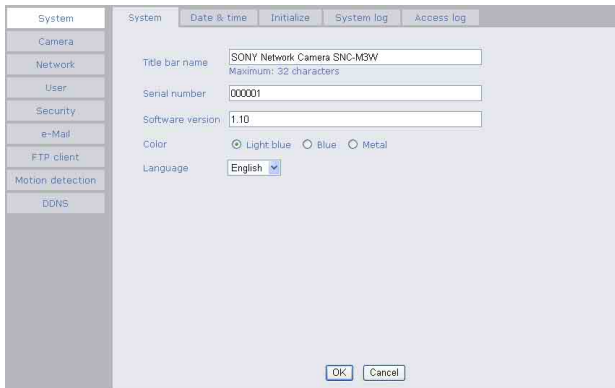 System
Camera
Network
User
Security
e-Mail
FTP client
Motion detection
DDNS
System Date & time Initialize System log Access log
Title bar name SONY Network Camera SNC-M3W
Maximum: 32 characters
Serial number 000001
Software version 1.10
Color Light blue Blue Metal
Language English
OK Cancel